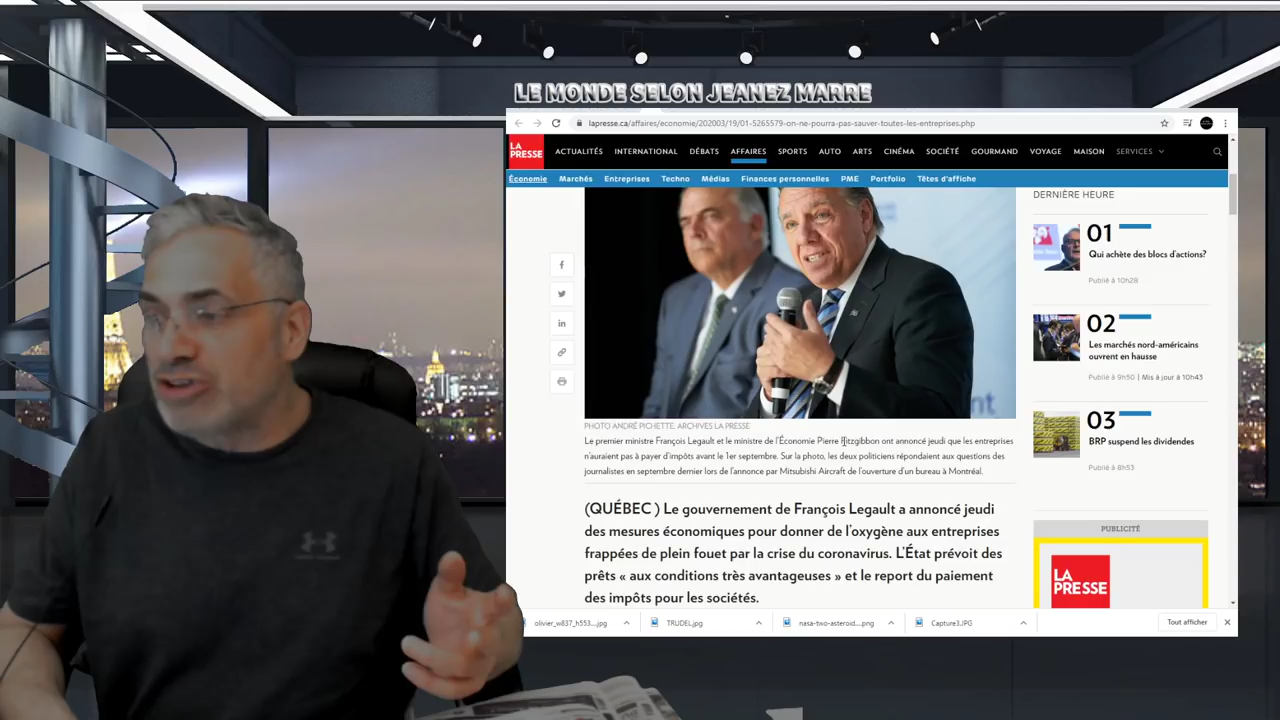 LE MONDE SELON JEANEZ MARRE
lapresse.ca/affaires/economie/202003/19/01-5265579-on-ne-pourra-pas-sauver-toutes-les-entreprises.php
LA PRESSE
ACTUALITÉS INTERNATIONAL DÉBATS AFFAIRES SPORTS AUTO ARTS CINÉMA SOCIÉTÉ GOURMAND VOYAGE MAISON SERVICES
Économie Marchés Entreprises Techno Médias Finances personnelles PME Portfolio Têtes d'affiche
PHOTO ANDRÉ PICHETTE, ARCHIVES LA PRESSE
Le premier ministre François Legault et le ministre de l'Économie Pierre Fitzgibbon ont annoncé jeudi que les entreprises
n'auraient pas à payer d'impôts avant le 1er septembre. Sur la photo, les deux politiciens répondaient aux questions des
journalistes en septembre dernier lors de l'annonce par Mitsubishi Aircraft de l'ouverture d'un bureau à Montréal.
(QUÉBEC ) Le gouvernement de François Legault a annoncé jeudi
des mesures économiques pour donner de l'oxygène aux entreprises
frappées de plein fouet par la crise du coronavirus. L'État prévoit des
prêts « aux conditions très avantageuses » et le report du paiement
des impôts pour les sociétés.
DERNIÈRE HEURE
01
Qui achète des blocs d'actions?
Publié à 10h28
02
Les marchés nord-américains
ouvrent en hausse
Publié à 9h50 | Mis à jour à 10h43
03
BRP suspend les dividendes
Publié à 8h53
PUBLICITÉ
LA PRESSE
nt
olivier_w837_h553....jpg TRUDEL.jpg nasa-two-asteroid....png Capture3.JPG Tout afficher